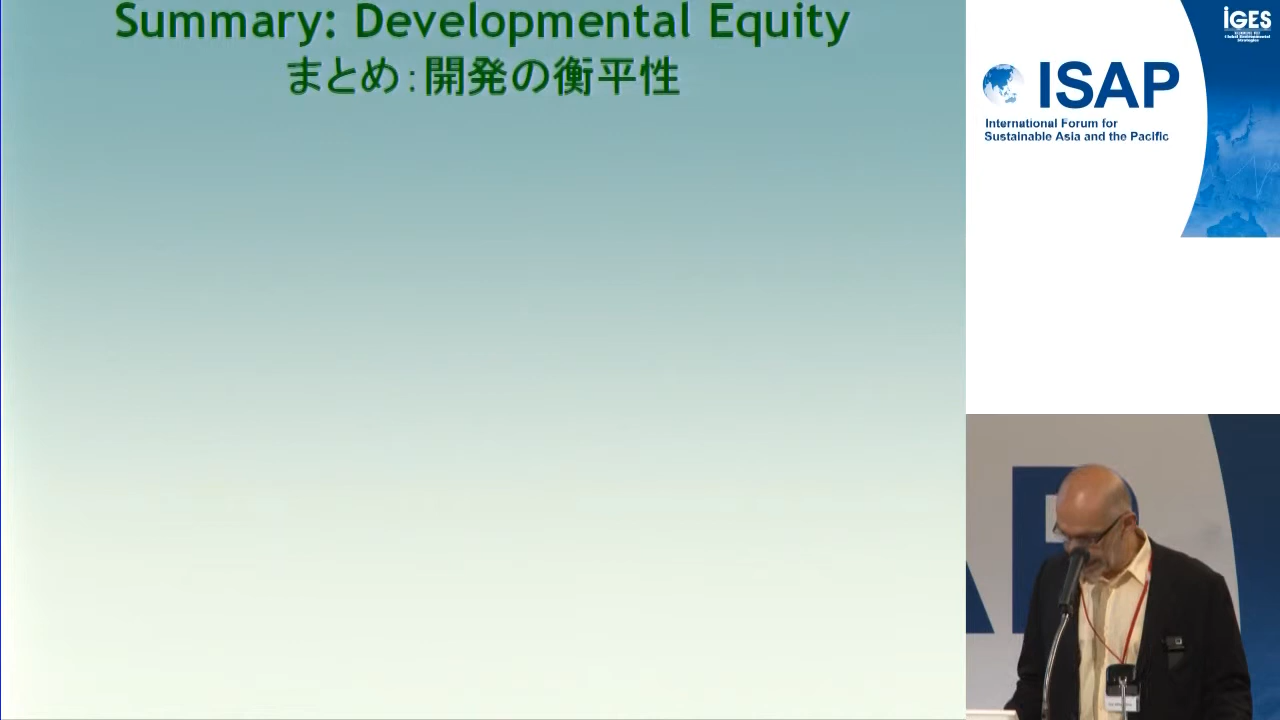 Summary: Developmental Equity
まとめ：開発の衡平性
iGES
ISAP
International Forum for
Sustainable Asia and the Pacific